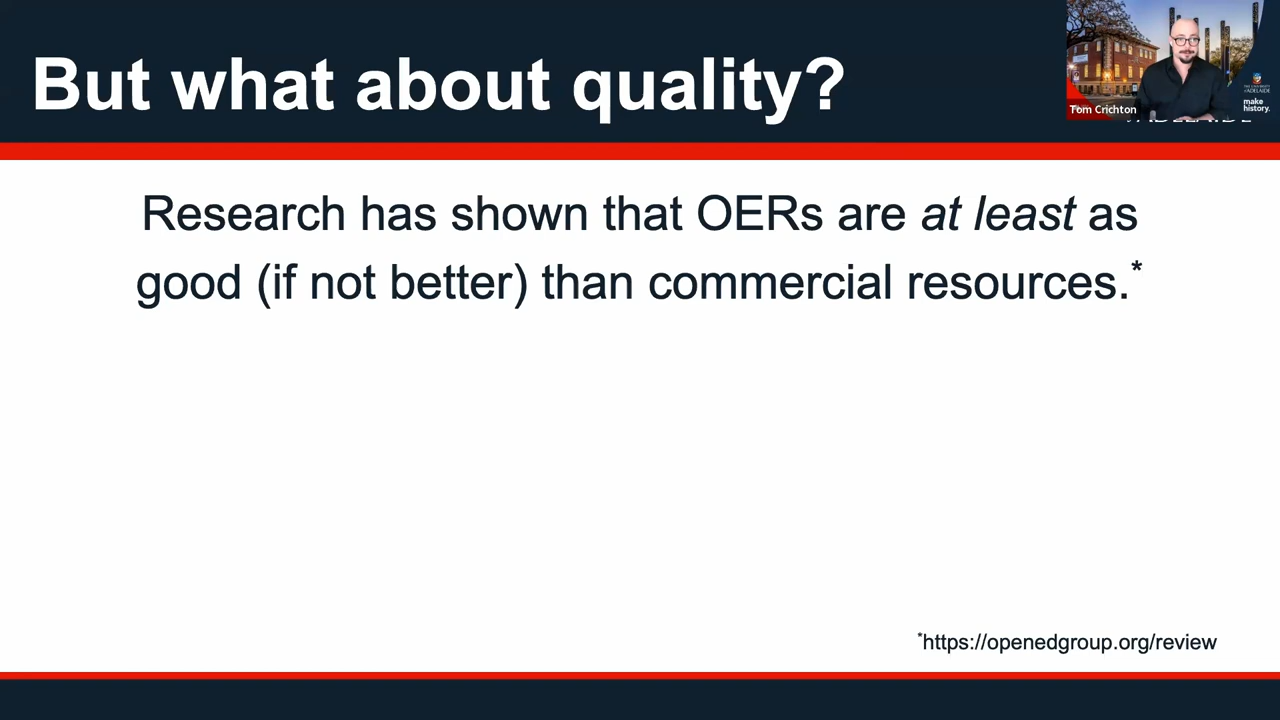 But what about quality?
Tom Crichton
make
history.
Research has shown that OERs are at least as
good (if not better) than commercial resources.*
*https://openedgroup.org/review